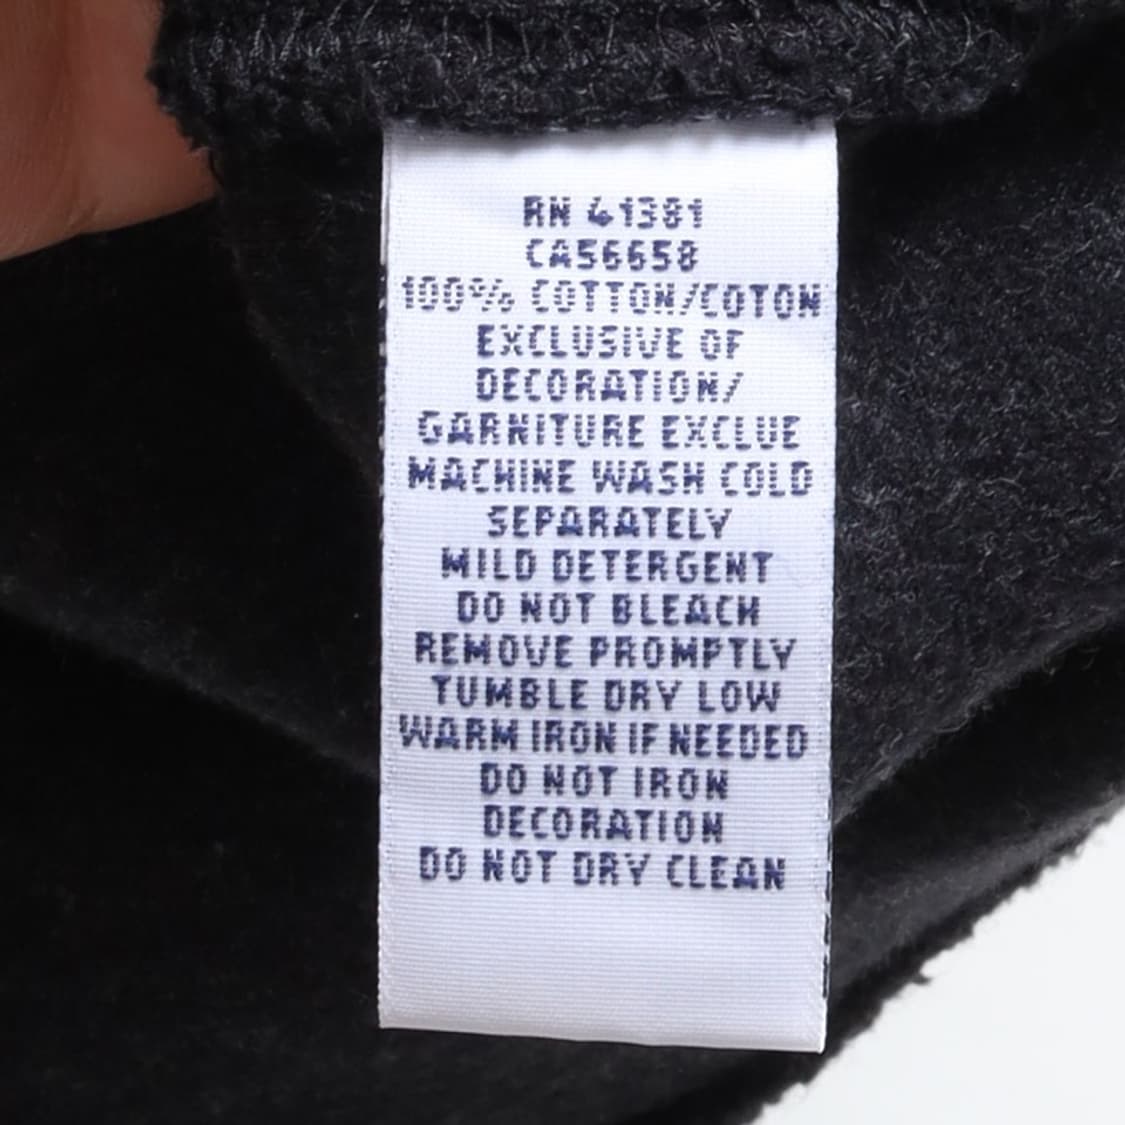 RN 41381
CA56658
100% COTTON/COTON
EXCLUSIVE OF
DECORATION/
GARNITURE EXCLUE
MACHINE WASH COLD
SEPARATELY
MILD DETERGENT
DO NOT BLEACH
REMOVE PROMPTLY
TUMBLE DRY LOW
WARM IRON IF NEEDED
DO NOT IRON
DECORATION
DO NOT DRY CLEAN